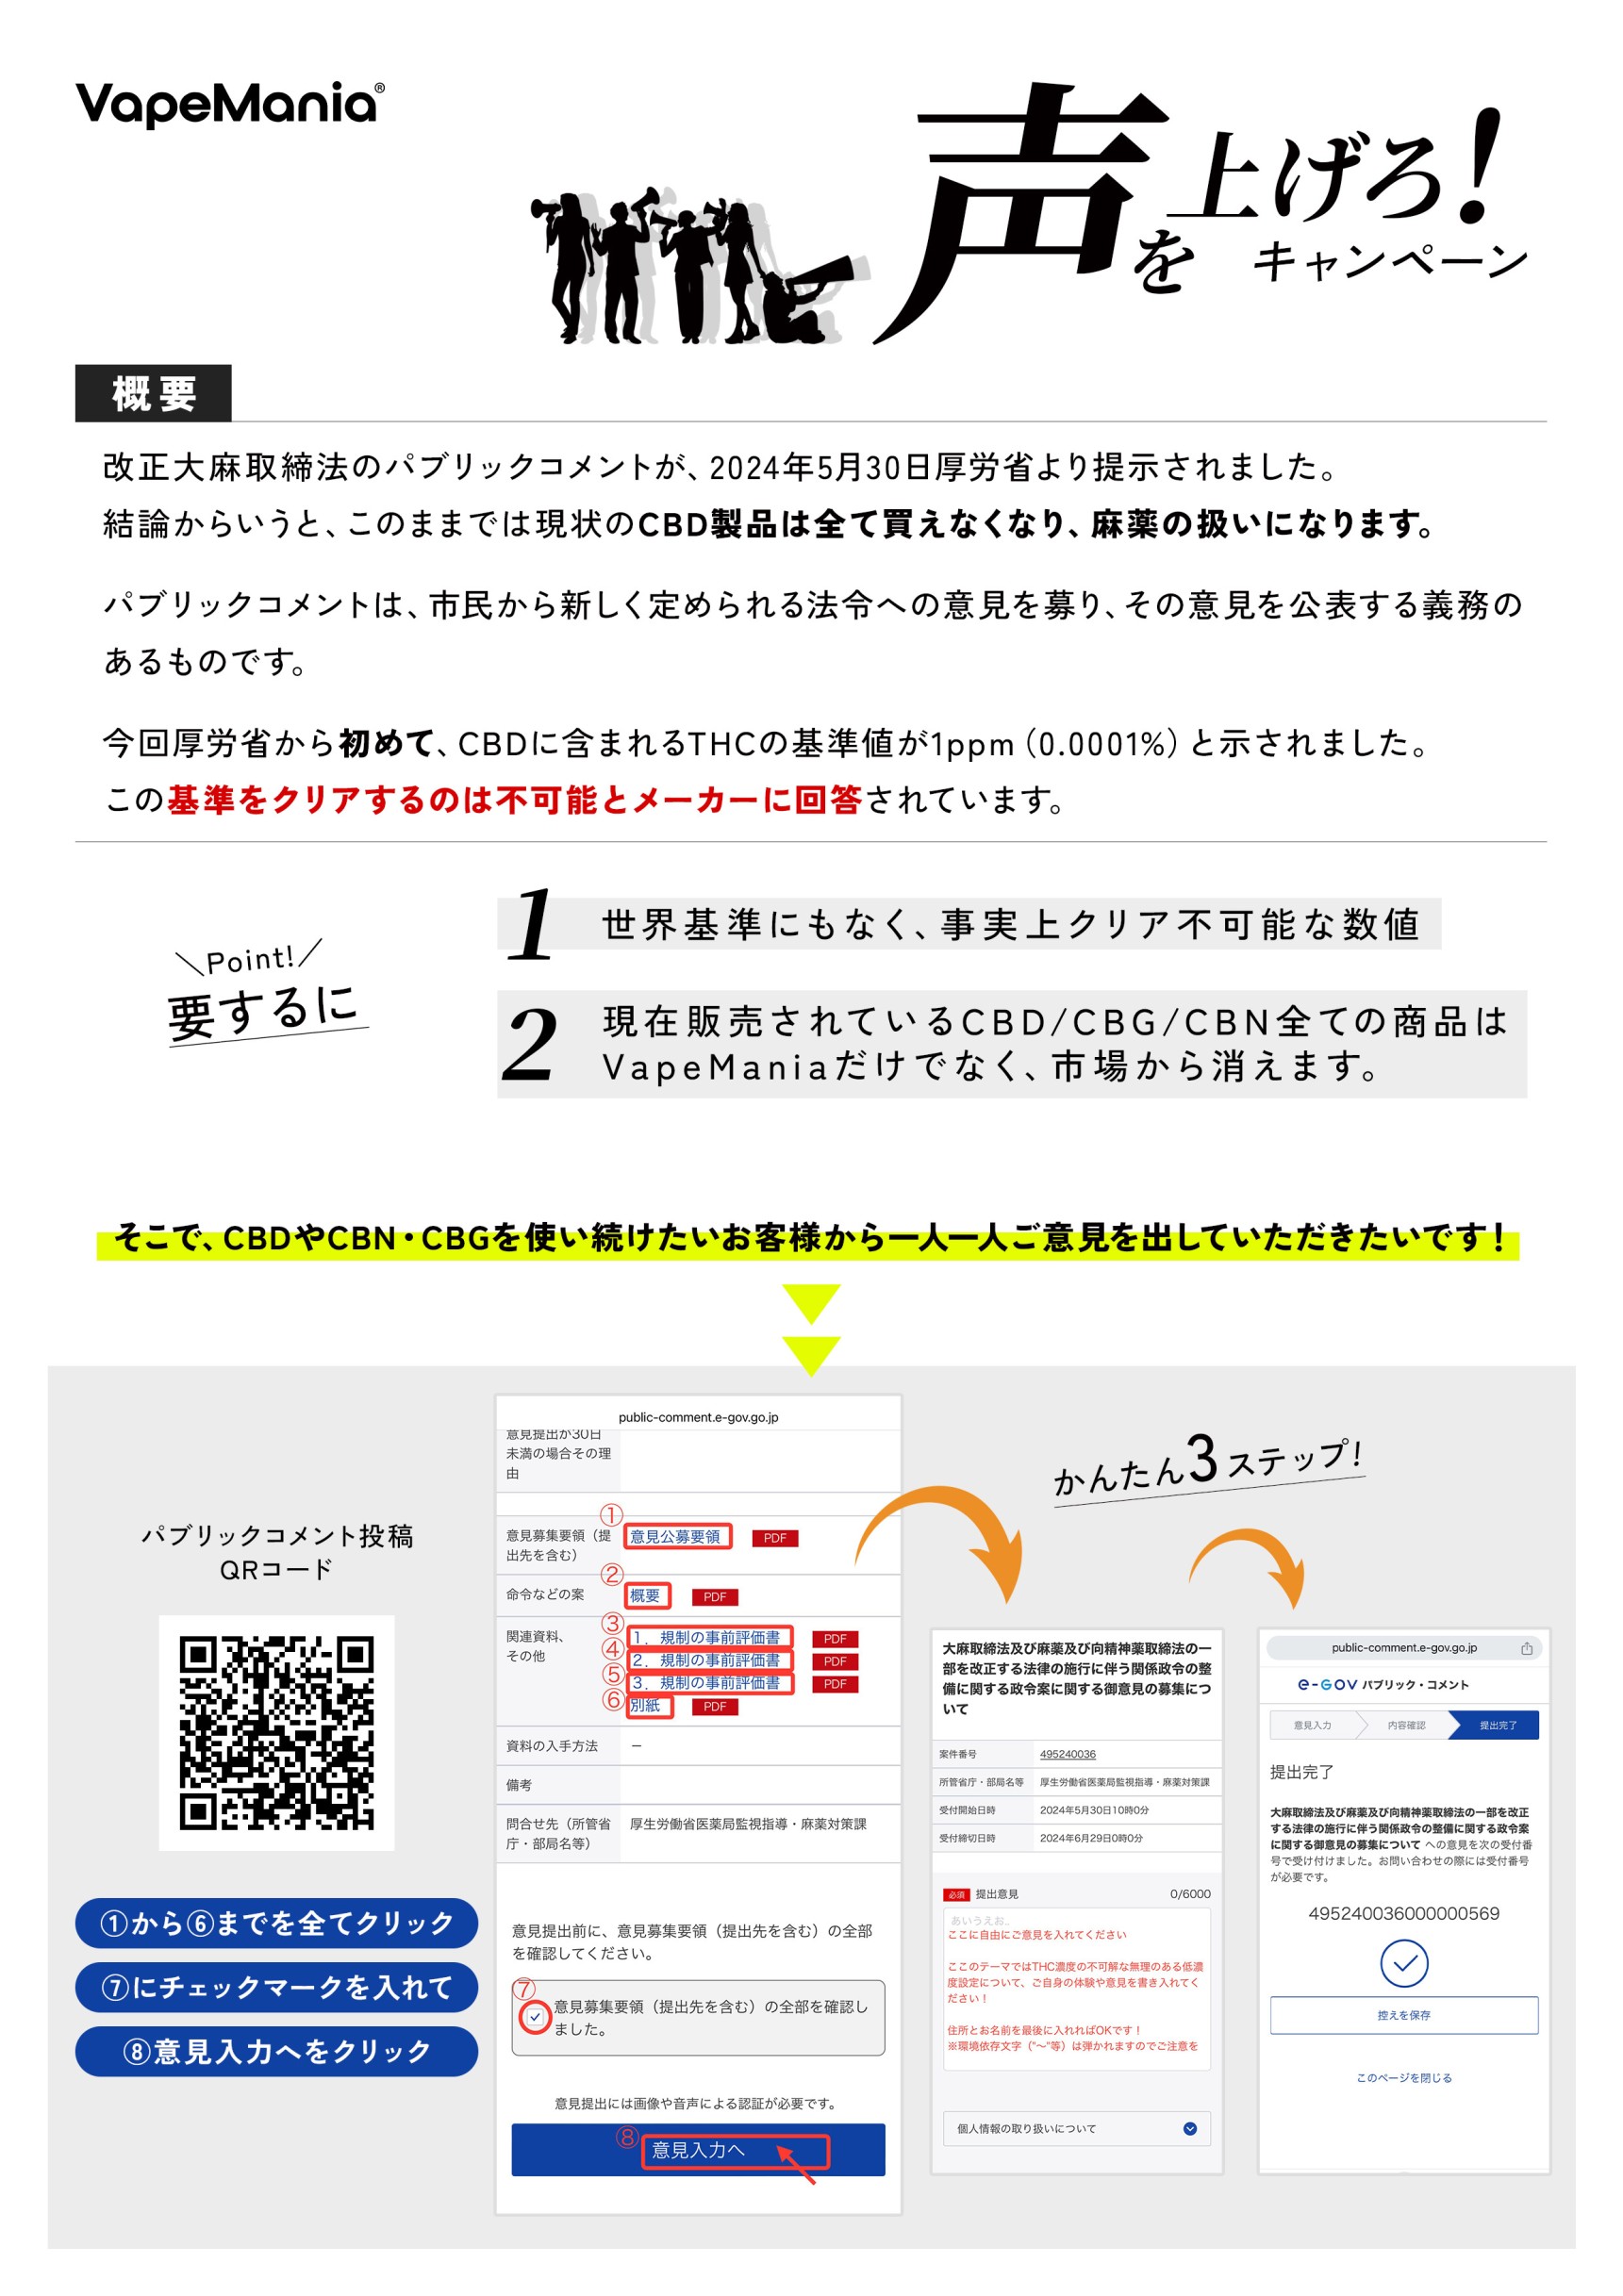 VapeMania®
声を上げろ!
キャンペーン
概要
改正大麻取締法のパブリックコメントが、2024年5月30日厚労省より提示されました。
結論からいうと、このままでは現状のCBD製品は全て買えなくなり、麻薬の扱いになります。
パブリックコメントは、市民から新しく定められる法令への意見を募り、その意見を公表する義務の
あるものです。
今回厚労省から初めて、CBDに含まれるTHCの基準値が1ppm(0.0001%)と示されました。
この基準をクリアするのは不可能とメーカーに回答されています。
\Point!/
要するに
1 世界基準にもなく、事実上クリア不可能な数値
2 現在販売されているCBD/CBG/CBN全ての商品は
VapeManiaだけでなく、市場から消えます。
そこで、CBDやCBN・CBGを使い続けたいお客様から一人一人ご意見を出していただきたいです!
パブリックコメント投稿
QRコード
①から⑥までを全てクリック
⑦にチェックマークを入れて
⑧意見入力へをクリック
public-comment.e-gov.go.jp
意見提出が30日
未満の場合その理
由
①
意見募集要領（提
出先を含む）
意見公募要領 PDF
②
命令などの案 概要 PDF
関連資料、
その他
③ 1．規制の事前評価書 PDF
④ 2．規制の事前評価書 PDF
⑤ 3．規制の事前評価書 PDF
⑥ 別紙 PDF
資料の入手方法 －
備考
問合せ先（所管省
庁・部局名等）
厚生労働省医薬局監視指導・麻薬対策課
意見提出前に、意見募集要領（提出先を含む）の全部
を確認してください。
⑦
意見募集要領（提出先を含む）の全部を確認し
ました。
意見提出には画像や音声による認証が必要です。
⑧ 意見入力へ
かんたん3ステップ!
大麻取締法及び麻薬及び向精神薬取締法の一
部を改正する法律の施行に伴う関係政令の整
備に関する政令案に関する御意見の募集につ
いて
案件番号 495240036
所管省庁・部局名等 厚生労働省医薬局監視指導・麻薬対策課
受付開始日時 2024年5月30日10時0分
受付締切日時 2024年6月29日0時0分
必須 提出意見 0/6000
あいうえお..
ここに自由にご意見を入れてください
ここのテーマではTHC濃度の不可解な無理のある低濃
度設定について、ご自身の体験や意見を書き入れてく
ださい！
住所とお名前を最後に入れればOKです！
※環境依存文字（"〜"等）は弾かれますのでご注意を
個人情報の取り扱いについて
public-comment.e-gov.go.jp
e-GOV パブリック・コメント
意見入力 内容確認 提出完了
提出完了
大麻取締法及び麻薬及び向精神薬取締法の一部を改正
する法律の施行に伴う関係政令の整備に関する政令案
に関する御意見の募集について への意見を次の受付番
号で受け付けました。お問い合わせの際には受付番号
が必要です。
495240036000000569
控えを保存
このページを閉じる